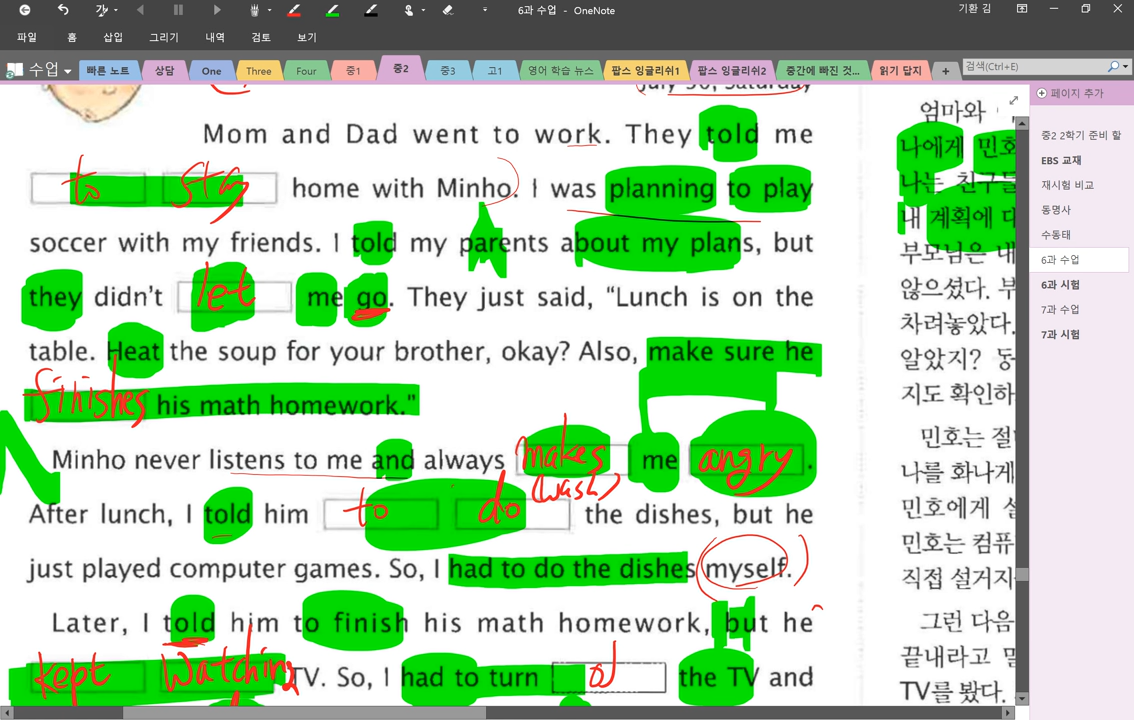 6과 수업 - OneNote
기환 김
파일 홈 삽입 그리기 내역 검토 보기
수업 빠른 노트 상담 One Three Four 중1 중2 중3 고1 영어 학습 뉴스 팝스 잉글리쉬1 팝스 잉글리쉬2 중간에 빠진 것... 읽기 답지 + 검색(Ctrl+E)
July 30, Saturday
Mom and Dad went to work. They told me
to stay home with Minho. I was planning to play
soccer with my friends. I told my parents about my plans, but
they didn't let me go. They just said, "Lunch is on the
table. Heat the soup for your brother, okay? Also, make sure he
finishes his math homework."
Minho never listens to me and always makes me angry.
(wash)
After lunch, I told him to do the dishes, but he
just played computer games. So, I had to do the dishes (myself.)
Later, I told him to finish his math homework, but he
kept watching TV. So, I had to turn the TV and
엄마와
나에게 민호
나는 친구들
내 계획에 대
부모님은 내
않으셨다. 부
차려놓았다.
알았지? 동
지도 확인하
민호는 절
나를 화나게
민호에게 설
민호는 컴퓨
직접 설거지
그런 다음
끝내라고 말
TV를 봤다.
페이지 추가
중2 2학기 준비 할
EBS 교재
재시험 비교
동명사
수동태
6과 수업
6과 시험
7과 수업
7과 시험